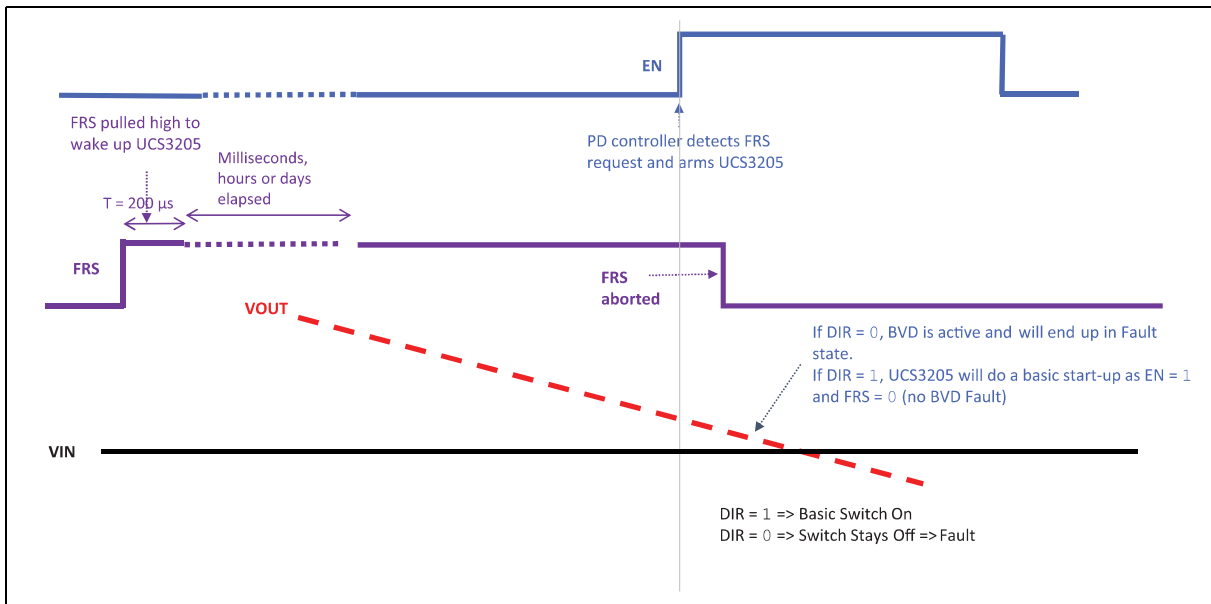 EN
FRS pulled high to
wake up UCS3205
T = 200 µs
Milliseconds,
hours or days
elapsed
PD controller detects FRS
request and arms UCS3205
FRS
FRS
aborted
VOUT
If DIR = 0, BVD is active and will end up in Fault
state.
If DIR = 1, UCS3205 will do a basic start-up as EN = 1
and FRS = 0 (no BVD Fault)
VIN
DIR = 1 => Basic Switch On
DIR = 0 => Switch Stays Off => Fault